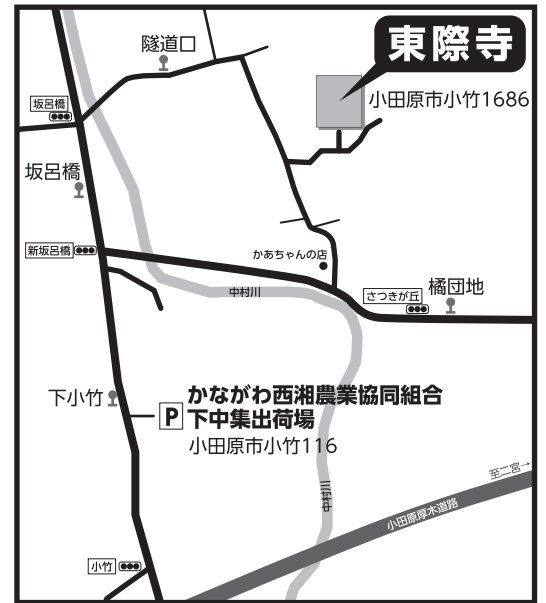 東際寺
隧道口
小田原市小竹1686
坂呂橋
坂呂橋
新坂呂橋
かあちゃんの店
橘団地
さつきが丘
中村川
下小竹
P
かながわ西湘農業協同組合
下中集出荷場
小田原市小竹116
至二宮→
中村川
小田原厚木道路
小竹